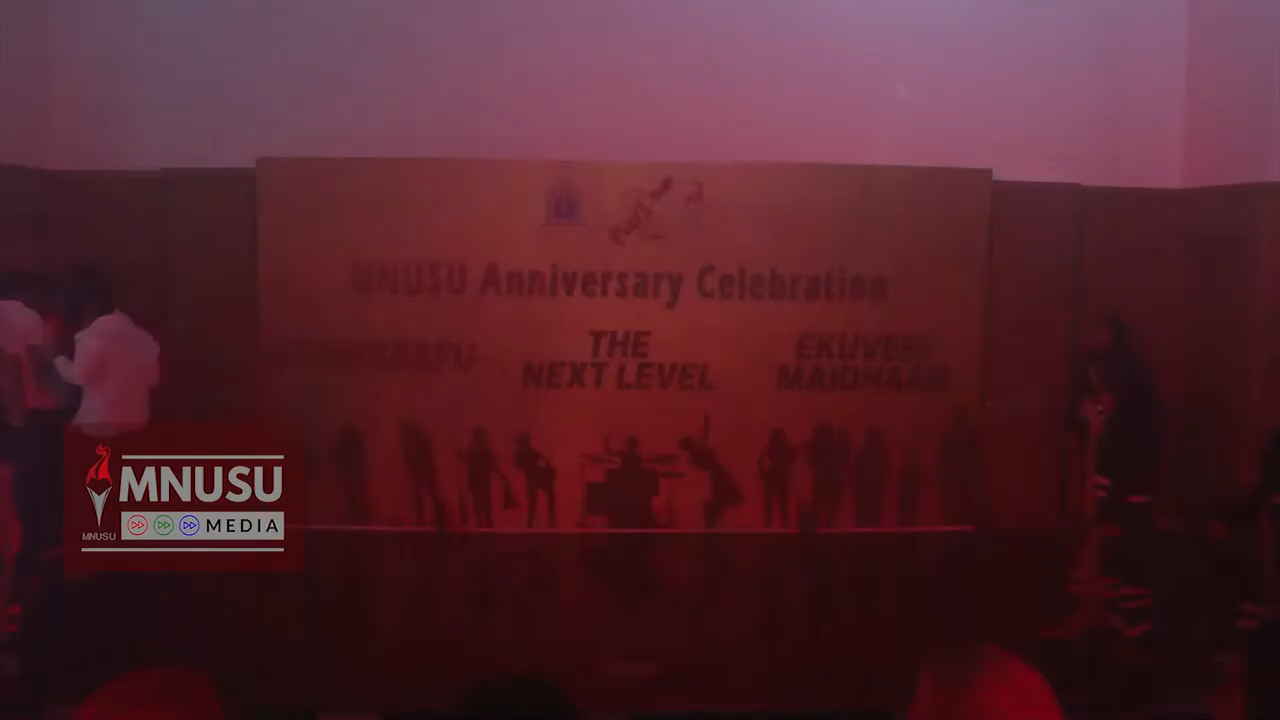 MNUSU Anniversary Celebration
THE
NEXT LEVEL
EKUVERI
MAIDHAAN
MNUSU
MEDIA
MNUSU